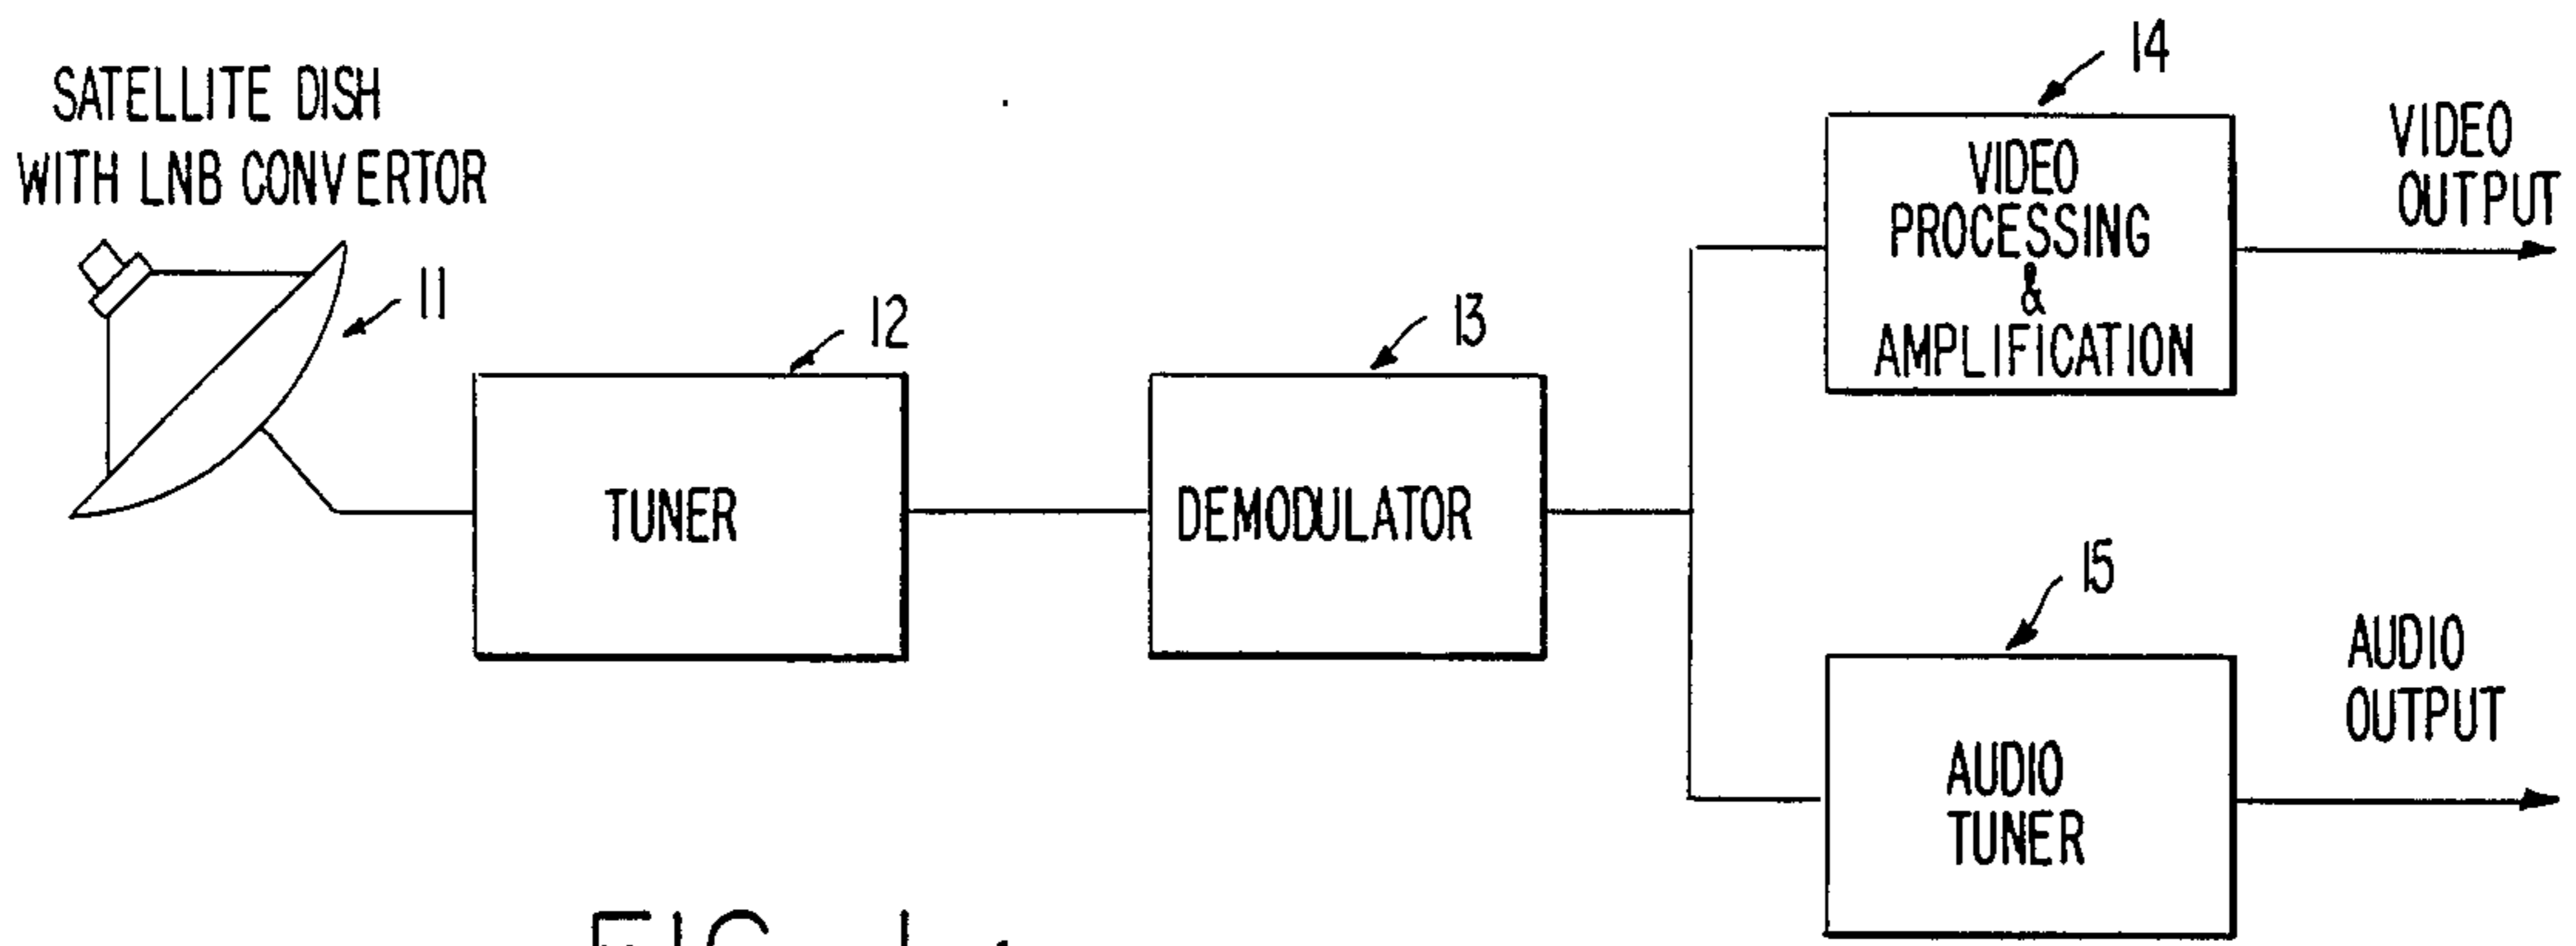 SATELLITE DISH
WITH LNB CONVERTOR
11
12
TUNER
13
DEMODULATOR
14
VIDEO
PROCESSING
&
AMPLIFICATION
VIDEO
OUTPUT
15
AUDIO
TUNER
AUDIO
OUTPUT